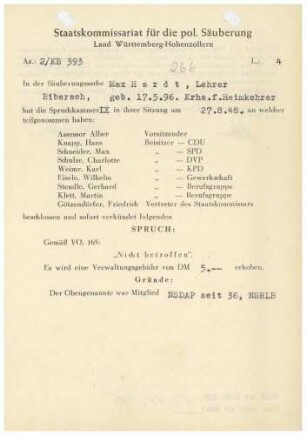 Staatskommissariat für die pol. Säuberung
Land Württemberg-Hohenzollern
Az.: 2/KB 393
266
L.: 4
In der Säuberungssache Max Hardt, Lehrer
Biberach, geb. 17.5.96. Krhs.f.Heimkehrer
hat die Spruchkammer IX in ihrer Sitzung am 27.8.48. an welcher
teilgenommen haben:
Assessor Alber Vorsitzender
Knapp, Hans Beisitzer – CDU
Schneider, Max „ – SPD
Schulze, Charlotte „ – DVP
Weimr, Karl „ – KPD
Eisele, Wilhelm „ – Gewerkschaft
Stendle, Gerhard „ – Berufsgruppe
Klett, Martin „ – Berufsgruppe
Götzendörfer, Friedrich Vertreter des Staatskommissars
beschlossen und sofort verkündet folgenden
SPRUCH:
Gemäß VO. 165:
„Nicht betroffen".
Es wird eine Verwaltungsgebühr von DM 5.-- erhoben.
Gründe:
Der Obengenannte war Mitglied NSDAP seit 36, NSHLB